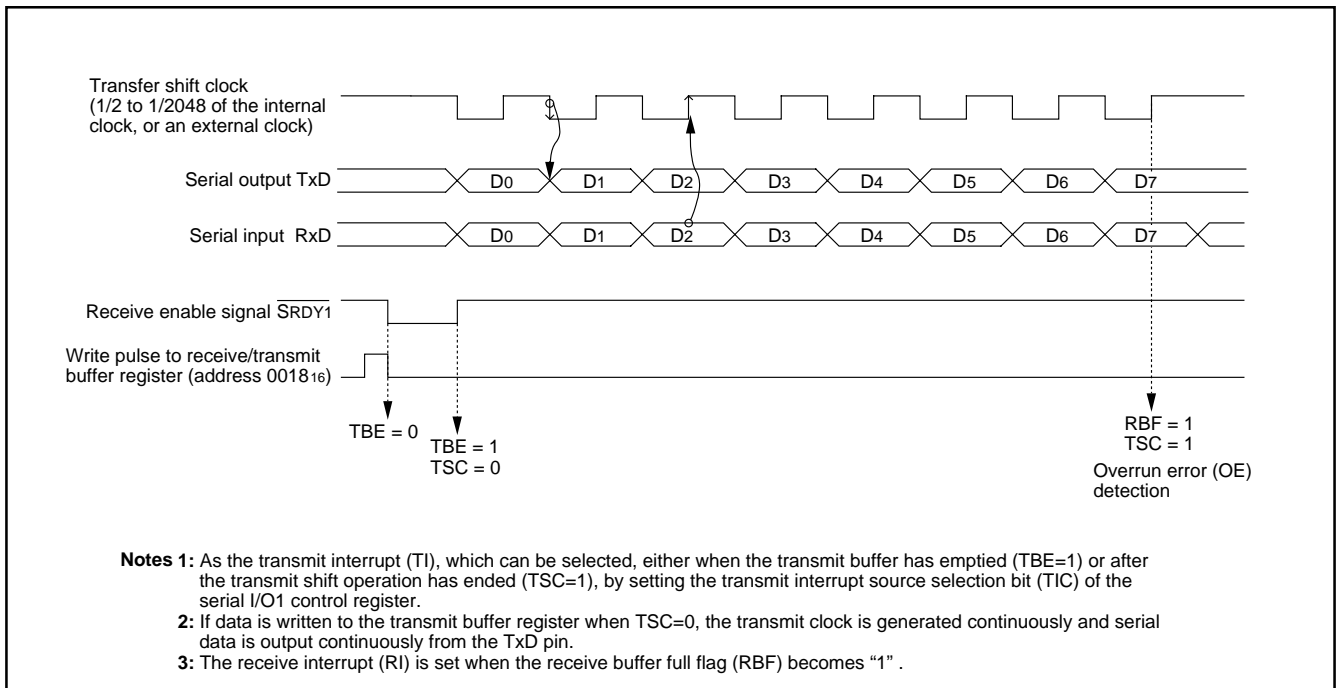 Transfer shift clock
(1/2 to 1/2048 of the internal
clock, or an external clock)
Serial output TxD
D0 D1 D2 D3 D4 D5 D6 D7
Serial input RxD
D0 D1 D2 D3 D4 D5 D6 D7
Receive enable signal SRDY1
Write pulse to receive/transmit
buffer register (address 001816)
TBE = 0
TBE = 1
TSC = 0
RBF = 1
TSC = 1
Overrun error (OE)
detection
Notes 1: As the transmit interrupt (TI), which can be selected, either when the transmit buffer has emptied (TBE=1) or after
the transmit shift operation has ended (TSC=1), by setting the transmit interrupt source selection bit (TIC) of the
serial I/O1 control register.
2: If data is written to the transmit buffer register when TSC=0, the transmit clock is generated continuously and serial
data is output continuously from the TxD pin.
3: The receive interrupt (RI) is set when the receive buffer full flag (RBF) becomes “1” .